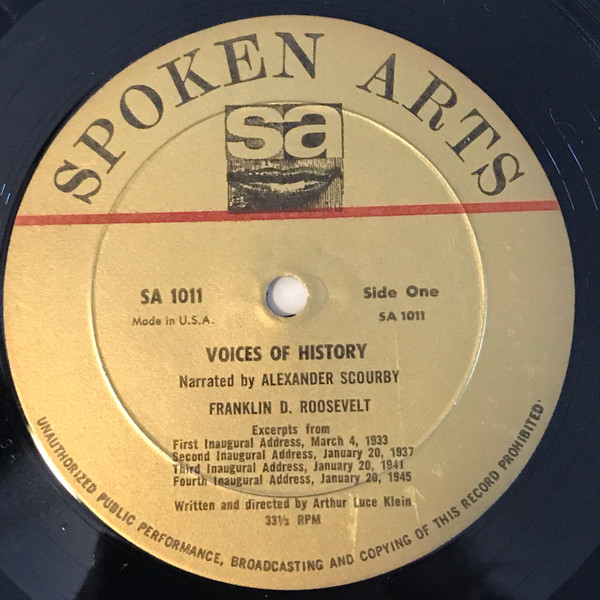 SPOKEN ARTS
sa
SA 1011
Made in U.S.A.
Side One
SA 1011
VOICES OF HISTORY
Narrated by ALEXANDER SCOURBY
FRANKLIN D. ROOSEVELT
Excerpts from
First Inaugural Address, March 4, 1933
Second Inaugural Address, January 20, 1937
Third Inaugural Address, January 20, 1941
Fourth Inaugural Address, January 20, 1945
Written and directed by Arthur Luce Klein
33⅓ RPM
UNAUTHORIZED PUBLIC PERFORMANCE, BROADCASTING AND COPYING OF THIS RECORD PROHIBITED.